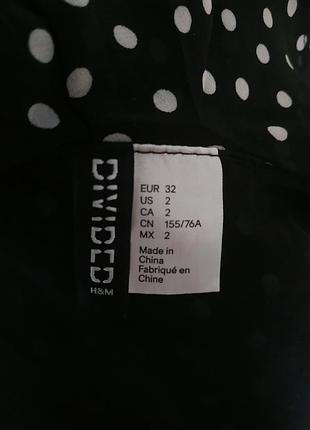 DIVIDED
H&M
EUR 32
US 2
CA 2
CN 155/76A
MX 2
Made in
China
Fabriqué en
Chine